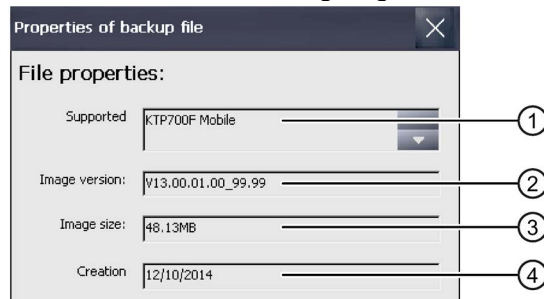 Properties of backup file
File properties:
Supported KTP700F Mobile 1
Image version: V13.00.01.00_99.99 2
Image size: 48.13MB 3
Creation 12/10/2014 4